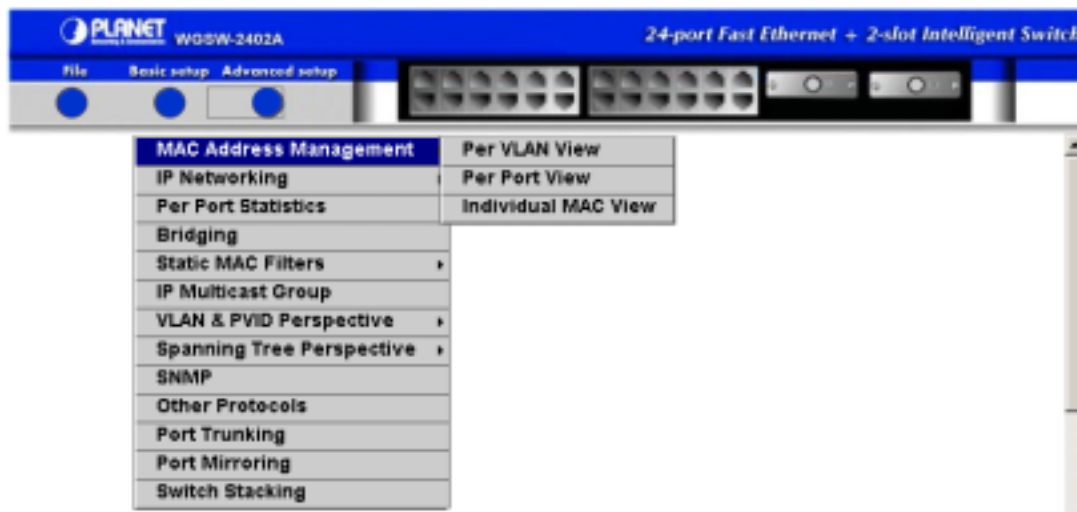 PLANET WGSW-2402A 24-port Fast Ethernet + 2-slot Intelligent Switch
File Basic setup Advanced setup
MAC Address Management Per VLAN View
IP Networking Per Port View
Per Port Statistics Individual MAC View
Bridging
Static MAC Filters
IP Multicast Group
VLAN & PVID Perspective
Spanning Tree Perspective
SNMP
Other Protocols
Port Trunking
Port Mirroring
Switch Stacking